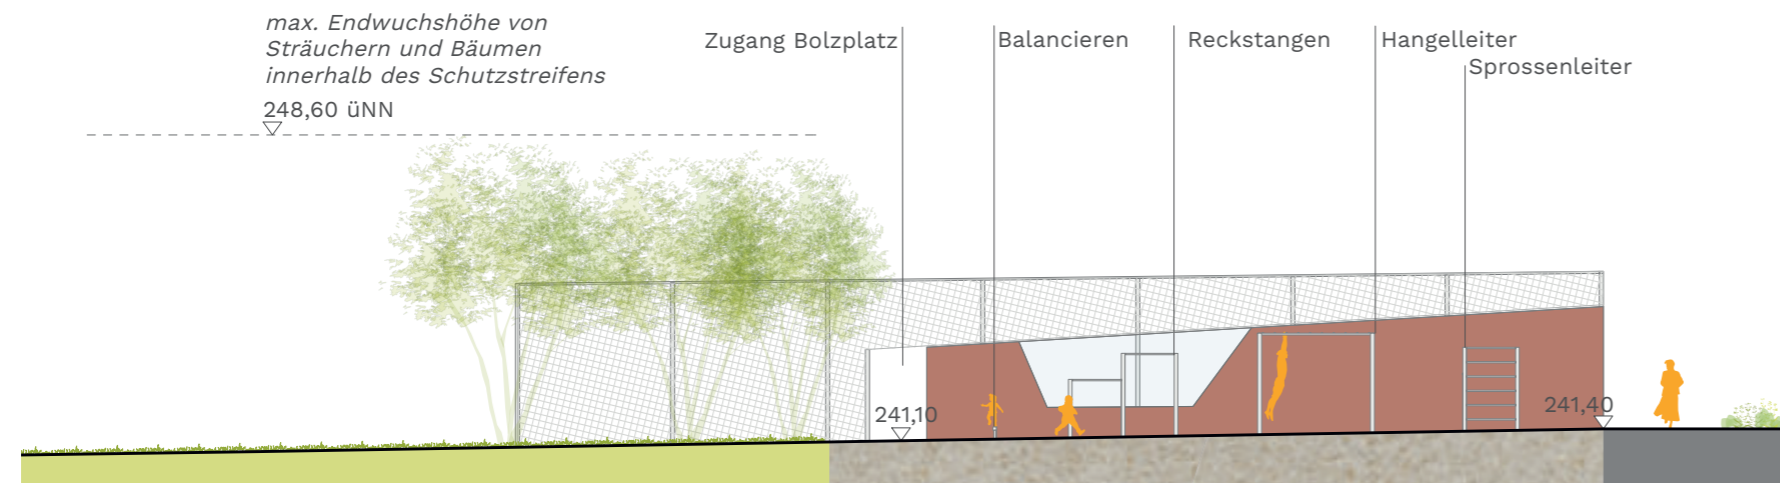 max. Endwuchshöhe von
Sträuchern und Bäumen
innerhalb des Schutzstreifens
248,60 üNN
Zugang Bolzplatz
Balancieren
Reckstangen
Hangelleiter
Sprossenleiter
241,10
241,40